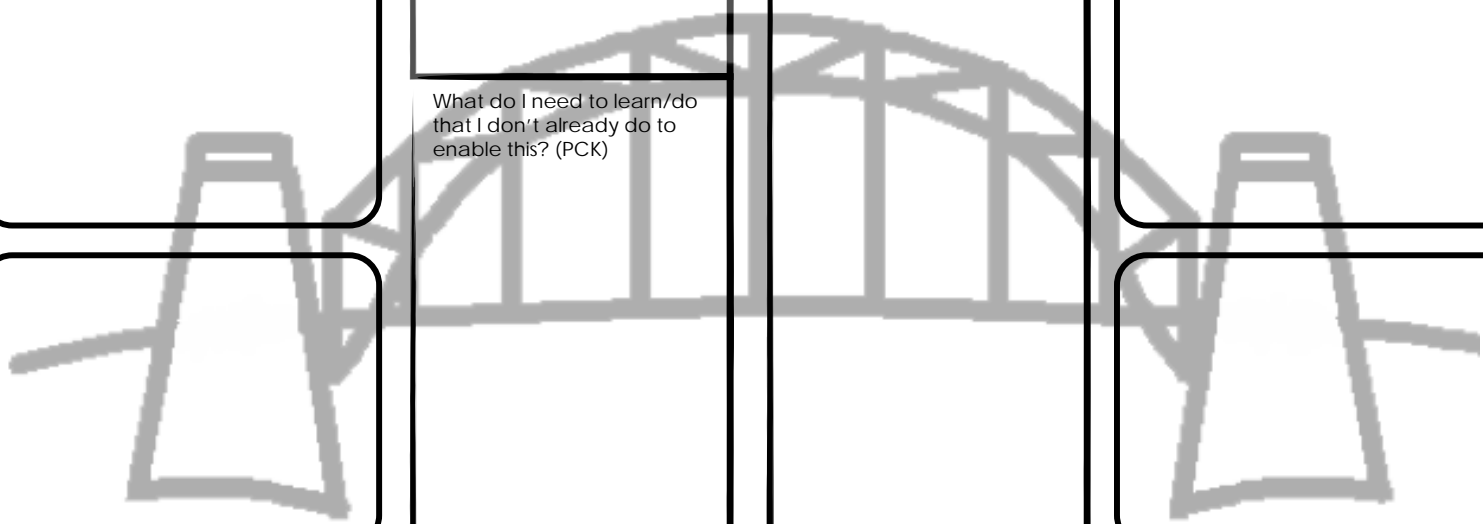 What do I need to learn/do
that I don't already do to
enable this? (PCK)